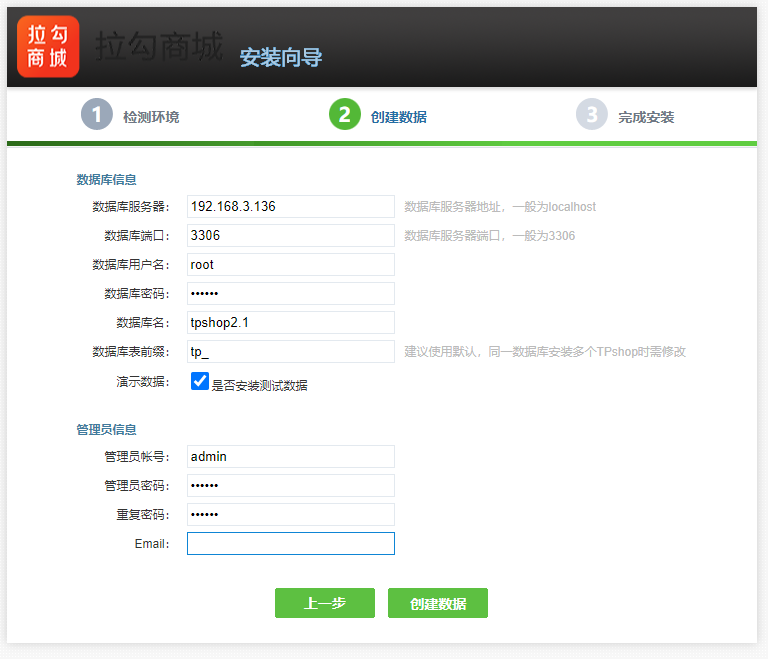 拉勾
商城
拉勾商城 安装向导
1 检测环境 2 创建数据 3 完成安装
数据库信息
数据库服务器： 192.168.3.136 数据库服务器地址，一般为localhost
数据库端口： 3306 数据库服务器端口，一般为3306
数据库用户名： root
数据库密码： ••••••
数据库名： tpshop2.1
数据库表前缀： tp_ 建议使用默认，同一数据库安装多个TPshop时需修改
演示数据： 是否安装测试数据
管理员信息
管理员帐号： admin
管理员密码： ••••••
重复密码： ••••••
Email：
上一步 创建数据